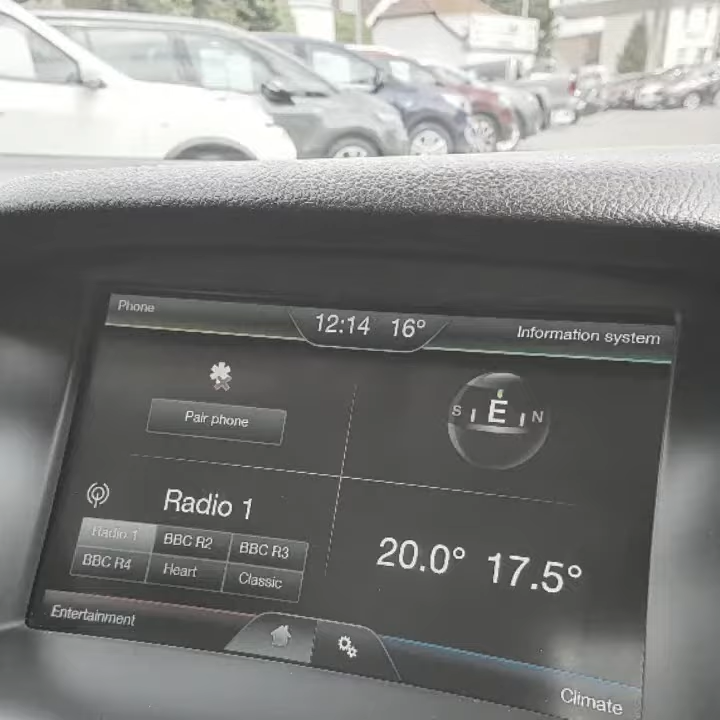 Phone
12:14 16°
Information system
Pair phone
S E N
Radio 1
Radio 1 BBC R2 BBC R3
BBC R4 Heart Classic
20.0° 17.5°
Entertainment
Climate